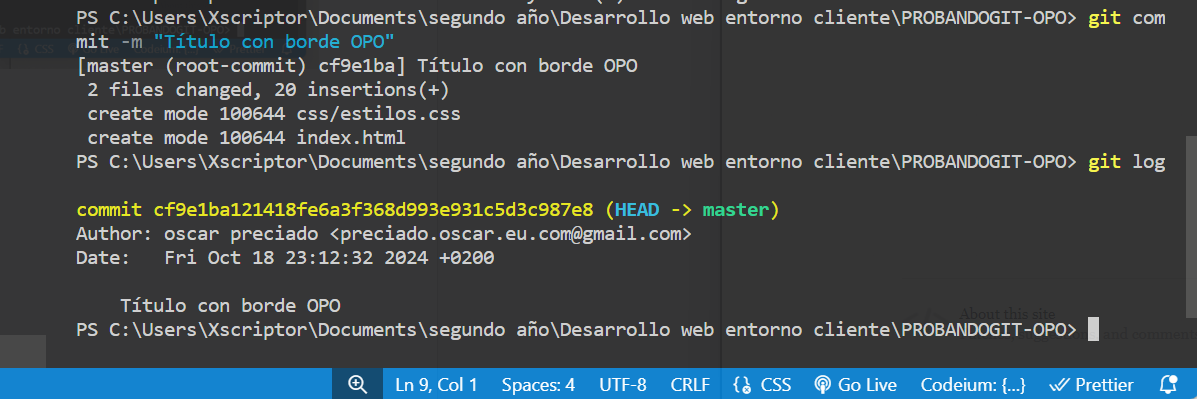 PS C:\Users\Xscriptor\Documents\segundo año\Desarrollo web entorno cliente\PROBANDOGIT-OPO> git com
mit -m "Título con borde OPO"
[master (root-commit) cf9e1ba] Título con borde OPO
 2 files changed, 20 insertions(+)
 create mode 100644 css/estilos.css
 create mode 100644 index.html
PS C:\Users\Xscriptor\Documents\segundo año\Desarrollo web entorno cliente\PROBANDOGIT-OPO> git log
commit cf9e1ba121418fe6a3f368d993e931c5d3c987e8 (HEAD -> master)
Author: oscar preciado <preciado.oscar.eu.com@gmail.com>
Date:   Fri Oct 18 23:12:32 2024 +0200
    Título con borde OPO
PS C:\Users\Xscriptor\Documents\segundo año\Desarrollo web entorno cliente\PROBANDOGIT-OPO>
About this site
Ln 9, Col 1 Spaces: 4 UTF-8 CRLF CSS Go Live Codeium: {...} Prettier